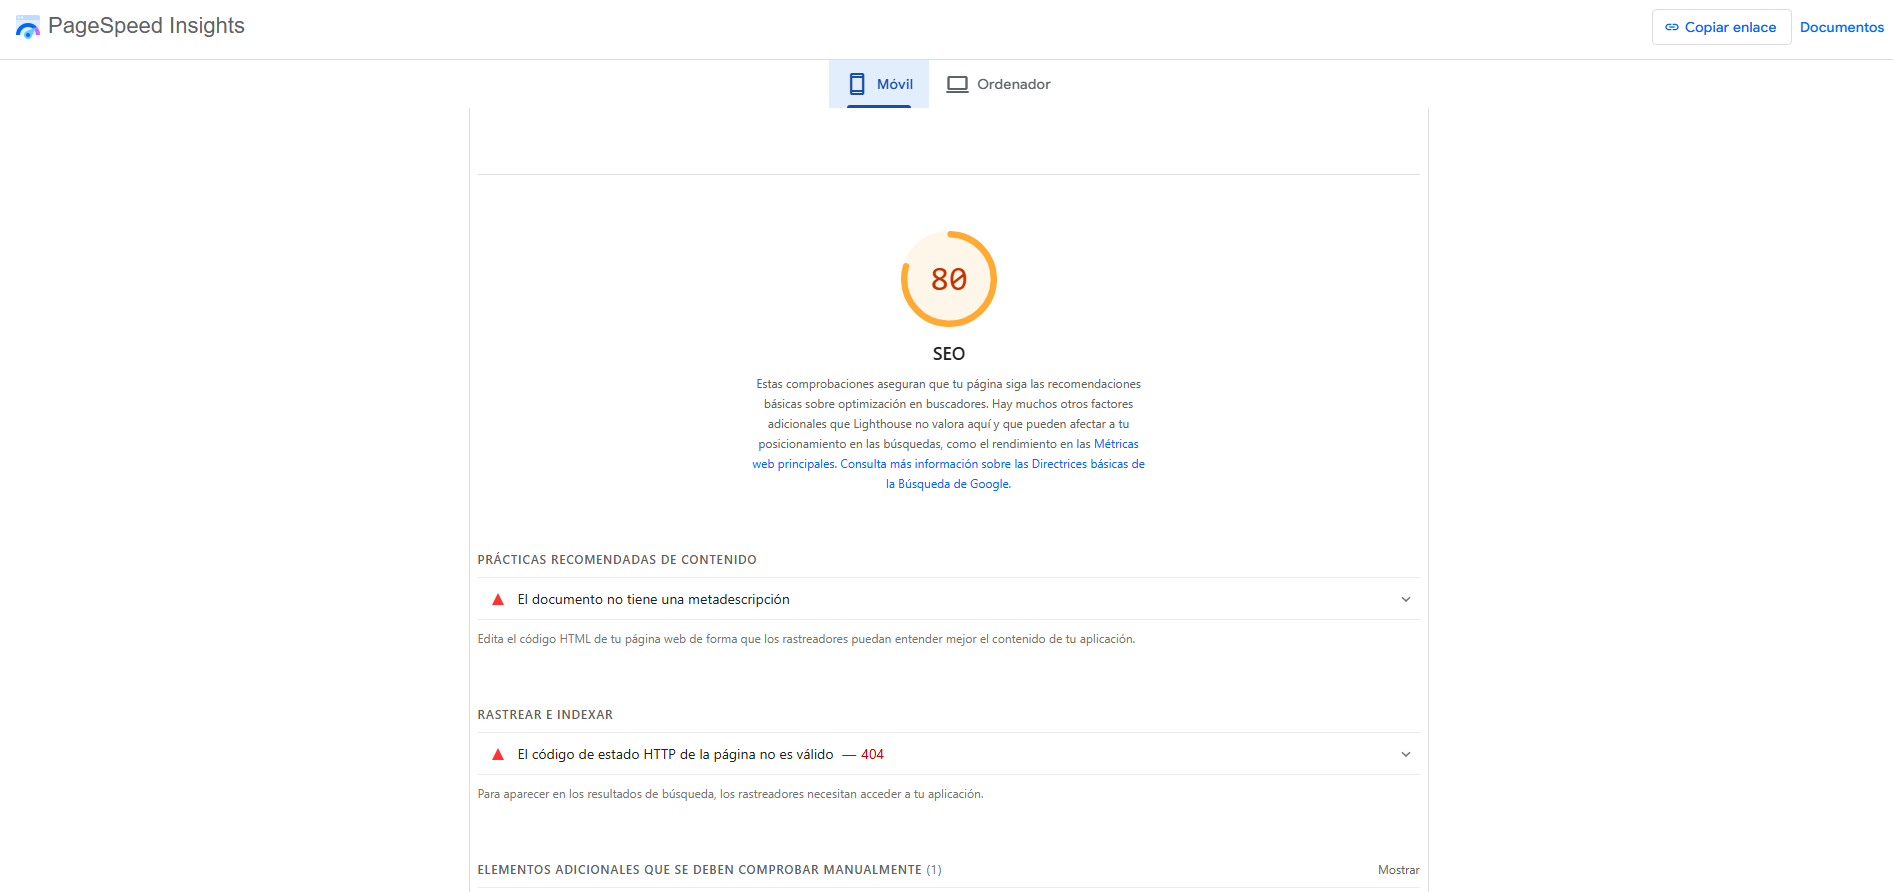 PageSpeed Insights
Copiar enlace
Documentos
Móvil
Ordenador
80
SEO
Estas comprobaciones aseguran que tu página siga las recomendaciones
básicas sobre optimización en buscadores. Hay muchos otros factores
adicionales que Lighthouse no valora aquí y que pueden afectar a tu
posicionamiento en las búsquedas, como el rendimiento en las Métricas
web principales. Consulta más información sobre las Directrices básicas de
la Búsqueda de Google.
PRÁCTICAS RECOMENDADAS DE CONTENIDO
El documento no tiene una metadescripción
Edita el código HTML de tu página web de forma que los rastreadores puedan entender mejor el contenido de tu aplicación.
RASTREAR E INDEXAR
El código de estado HTTP de la página no es válido — 404
Para aparecer en los resultados de búsqueda, los rastreadores necesitan acceder a tu aplicación.
ELEMENTOS ADICIONALES QUE SE DEBEN COMPROBAR MANUALMENTE (1)
Mostrar